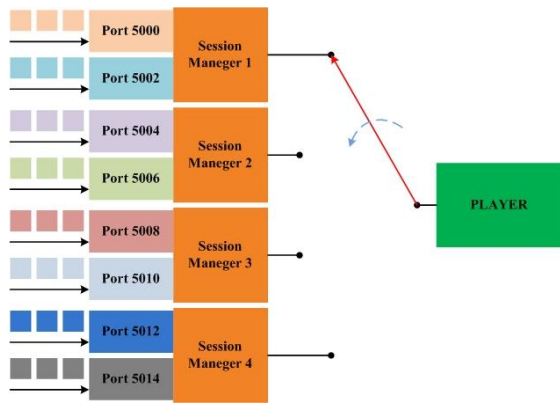 Port 5000
Port 5002
Session
Maneger 1
Port 5004
Port 5006
Session
Maneger 2
Port 5008
Port 5010
Session
Maneger 3
Port 5012
Port 5014
Session
Maneger 4
PLAYER